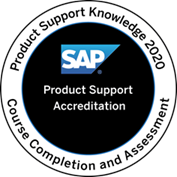 Product Support Knowledge 2020
SAP
Product Support
Accreditation
Course Completion and Assessment